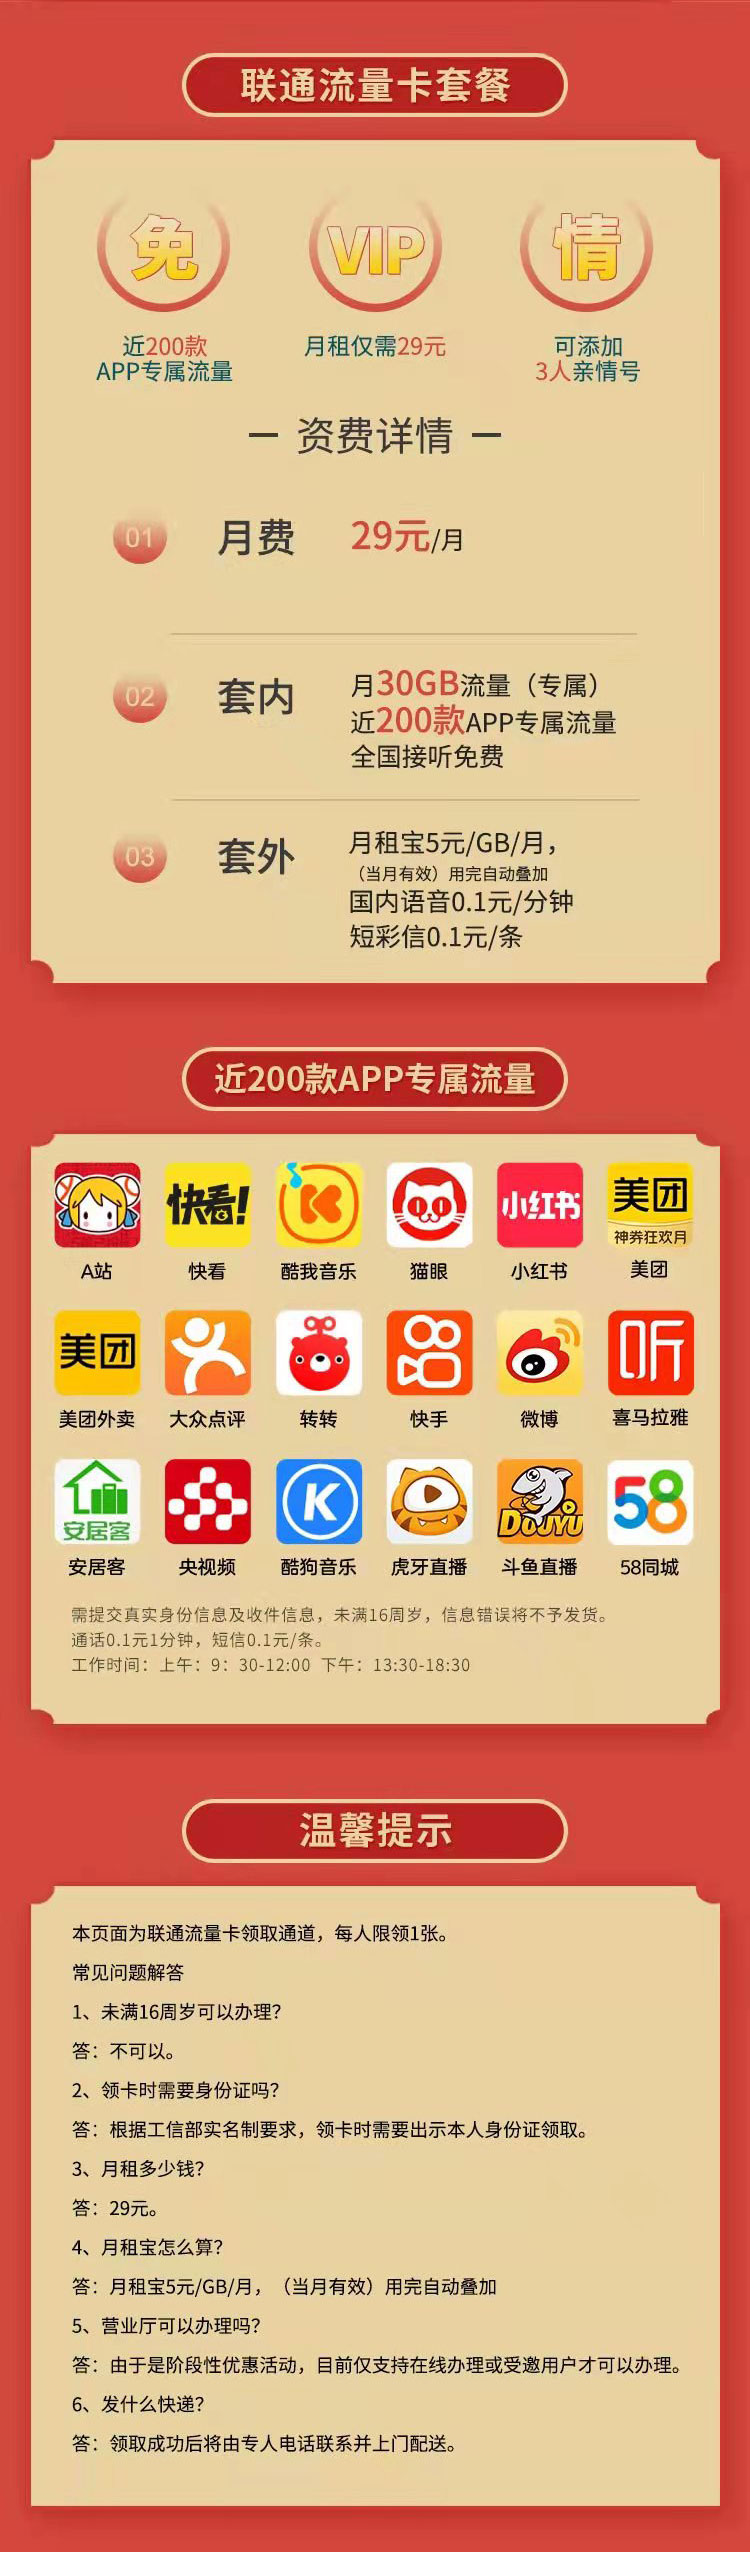 联通流量卡套餐
免
VIP
情
近200款
APP专属流量
月租仅需29元
可添加
3人亲情号
资费详情
01
月费
29元/月
02
套内
月30GB流量（专属）
近200款APP专属流量
全国接听免费
03
套外
月租宝5元/GB/月，
（当月有效）用完自动叠加
国内语音0.1元/分钟
短彩信0.1元/条
近200款APP专属流量
快看!
小红书
美团
神券狂欢月
A站
快看
酷我音乐
猫眼
小红书
美团
美团
听
美团外卖
大众点评
转转
快手
微博
喜马拉雅
安居客
K
DOUYU
58
安居客
央视频
酷狗音乐
虎牙直播
斗鱼直播
58同城
需提交真实身份信息及收件信息，未满16周岁，信息错误将不予发货。
通话0.1元1分钟，短信0.1元/条。
工作时间：上午：9：30-12:00 下午：13:30-18:30
温馨提示
本页面为联通流量卡领取通道，每人限领1张。
常见问题解答
1、未满16周岁可以办理？
答：不可以。
2、领卡时需要身份证吗？
答：根据工信部实名制要求，领卡时需要出示本人身份证领取。
3、月租多少钱？
答：29元。
4、月租宝怎么算？
答：月租宝5元/GB/月，（当月有效）用完自动叠加
5、营业厅可以办理吗？
答：由于是阶段性优惠活动，目前仅支持在线办理或受邀用户才可以办理。
6、发什么快递？
答：领取成功后将由专人电话联系并上门配送。